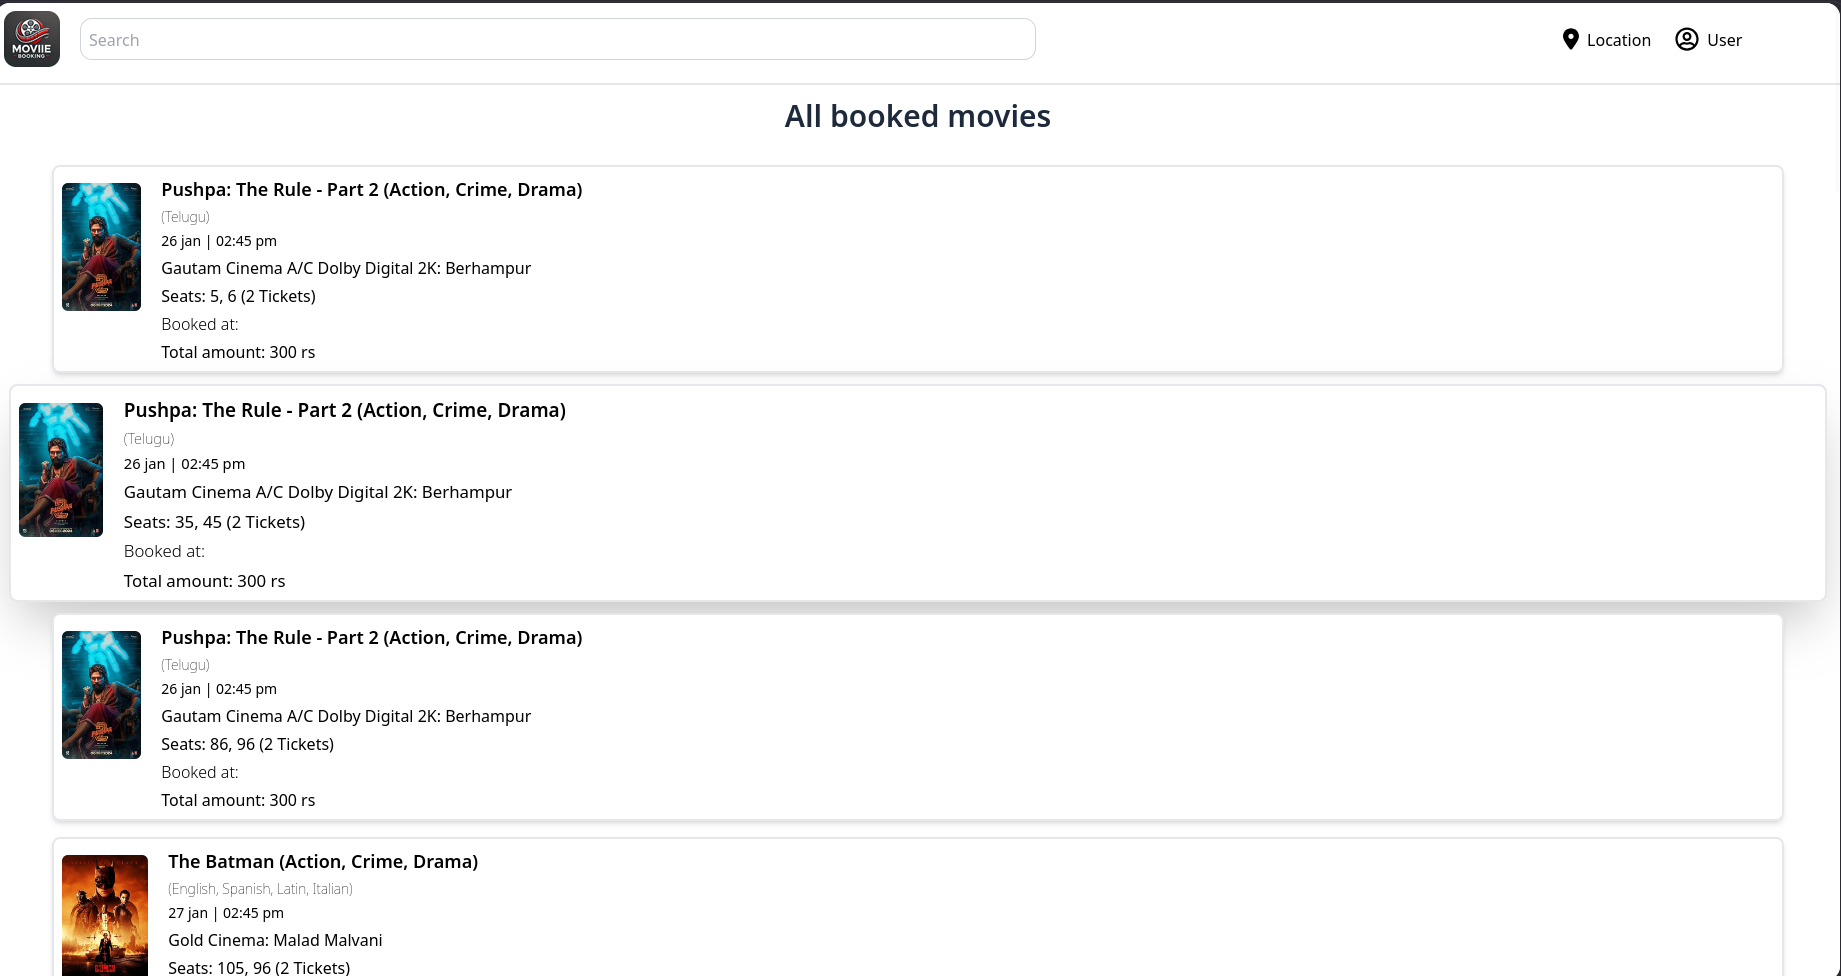 MOVIIE
BOOKING
Search
Location
User
All booked movies
Pushpa: The Rule - Part 2 (Action, Crime, Drama)
(Telugu)
26 jan | 02:45 pm
Gautam Cinema A/C Dolby Digital 2K: Berhampur
Seats: 5, 6 (2 Tickets)
Booked at:
Total amount: 300 rs
Pushpa: The Rule - Part 2 (Action, Crime, Drama)
(Telugu)
26 jan | 02:45 pm
Gautam Cinema A/C Dolby Digital 2K: Berhampur
Seats: 35, 45 (2 Tickets)
Booked at:
Total amount: 300 rs
Pushpa: The Rule - Part 2 (Action, Crime, Drama)
(Telugu)
26 jan | 02:45 pm
Gautam Cinema A/C Dolby Digital 2K: Berhampur
Seats: 86, 96 (2 Tickets)
Booked at:
Total amount: 300 rs
The Batman (Action, Crime, Drama)
(English, Spanish, Latin, Italian)
27 jan | 02:45 pm
Gold Cinema: Malad Malvani
Seats: 105, 96 (2 Tickets)